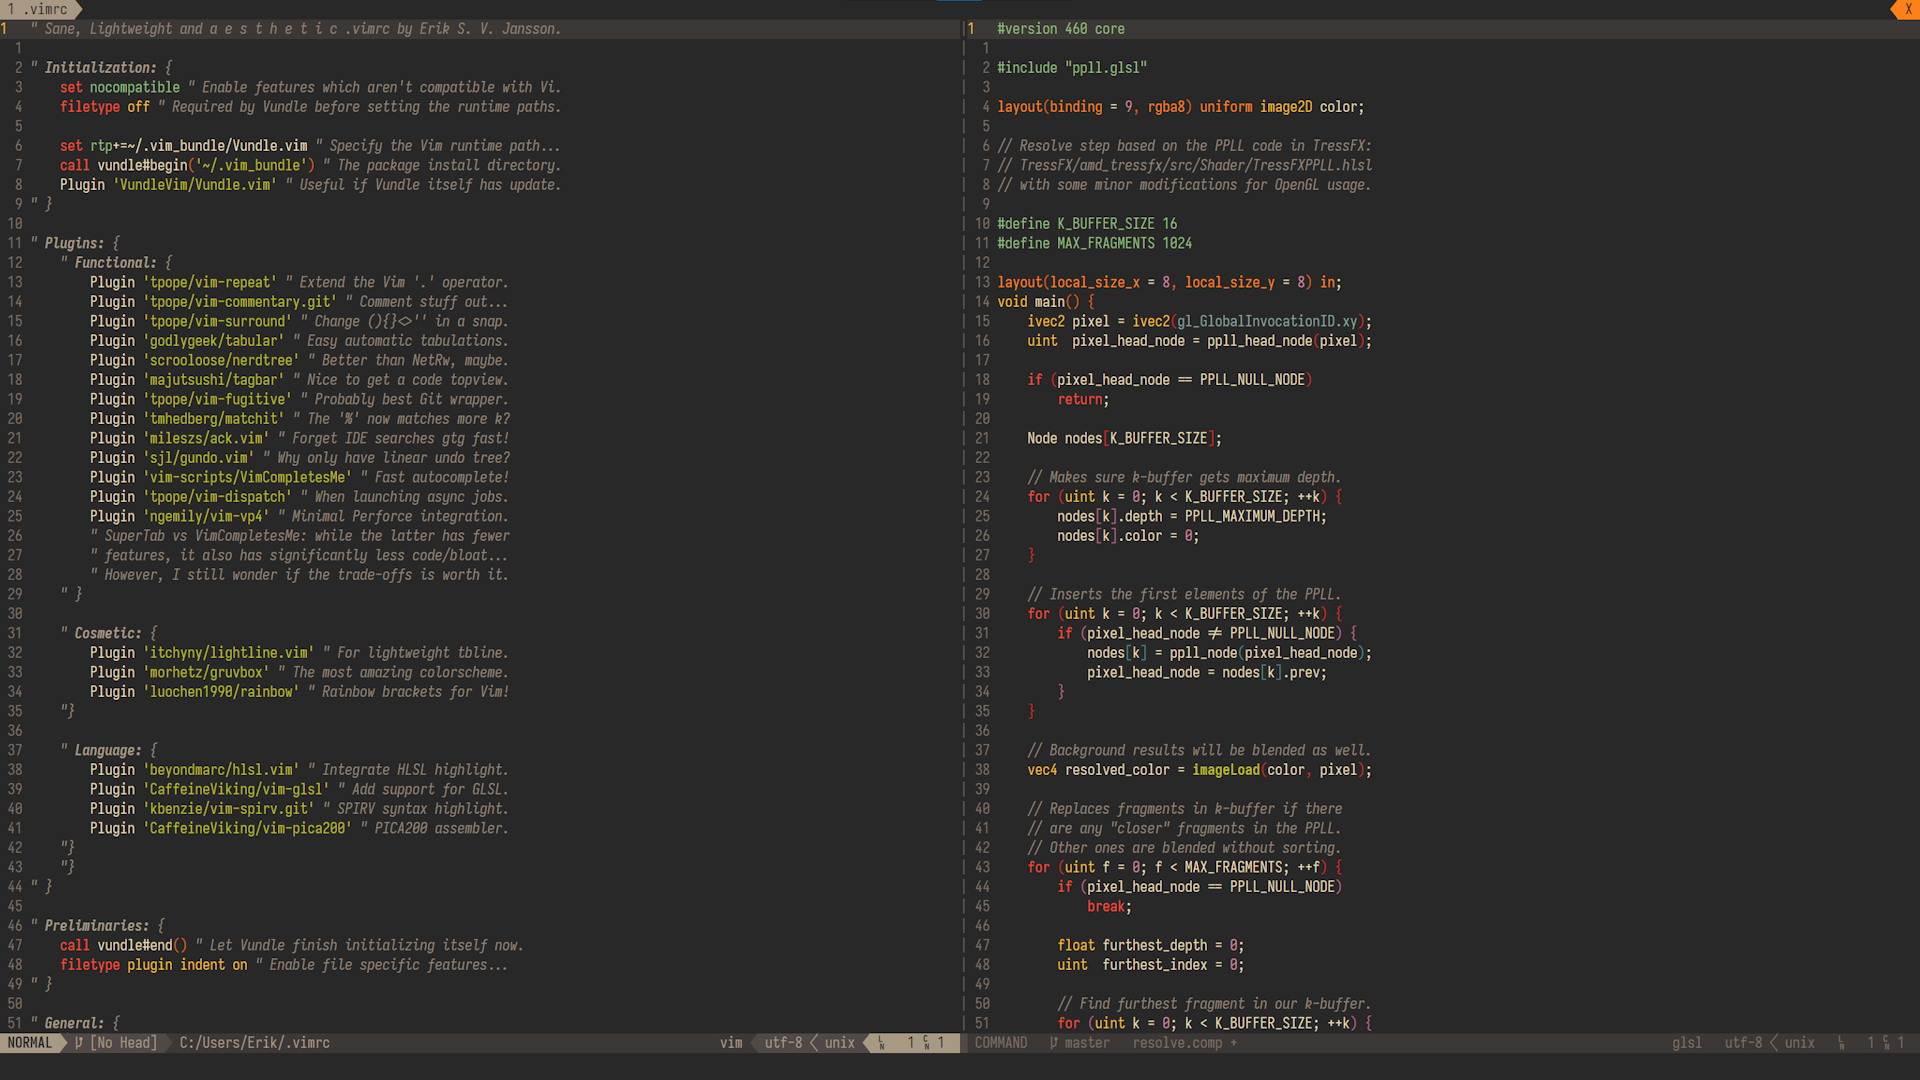 1 .vimrc
X
1 " Sane, Lightweight and a e s t h e t i c .vimrc by Erik S. V. Jansson.
1
2 " Initialization: {
3 set nocompatible " Enable features which aren't compatible with Vi.
4 filetype off " Required by Vundle before setting the runtime paths.
5
6 set rtp+=~/.vim_bundle/Vundle.vim " Specify the Vim runtime path...
7 call vundle#begin('~/.vim_bundle') " The package install directory.
8 Plugin 'VundleVim/Vundle.vim' " Useful if Vundle itself has update.
9 " }
10
11 " Plugins: {
12 " Functional: {
13 Plugin 'tpope/vim-repeat' " Extend the Vim '.' operator.
14 Plugin 'tpope/vim-commentary.git' " Comment stuff out...
15 Plugin 'tpope/vim-surround' " Change (){}<>'' in a snap.
16 Plugin 'godlygeek/tabular' " Easy automatic tabulations.
17 Plugin 'scrooloose/nerdtree' " Better than NetRw, maybe.
18 Plugin 'majutsushi/tagbar' " Nice to get a code topview.
19 Plugin 'tpope/vim-fugitive' " Probably best Git wrapper.
20 Plugin 'tmhedberg/matchit' " The '%' now matches more k?
21 Plugin 'mileszs/ack.vim' " Forget IDE searches gtg fast!
22 Plugin 'sjl/gundo.vim' " Why only have linear undo tree?
23 Plugin 'vim-scripts/VimCompletesMe' " Fast autocomplete!
24 Plugin 'tpope/vim-dispatch' " When launching async jobs.
25 Plugin 'ngemily/vim-vp4' " Minimal Perforce integration.
26 " SuperTab vs VimCompletesMe: while the latter has fewer
27 " features, it also has significantly less code/bloat...
28 " However, I still wonder if the trade-offs is worth it.
29 " }
30
31 " Cosmetic: {
32 Plugin 'itchyny/lightline.vim' " For lightweight tbline.
33 Plugin 'morhetz/gruvbox' " The most amazing colorscheme.
34 Plugin 'luochen1990/rainbow' " Rainbow brackets for Vim!
35 "}
36
37 " Language: {
38 Plugin 'beyondmarc/hlsl.vim' " Integrate HLSL highlight.
39 Plugin 'CaffeineViking/vim-glsl' " Add support for GLSL.
40 Plugin 'kbenzie/vim-spirv.git' " SPIRV syntax highlight.
41 Plugin 'CaffeineViking/vim-pica200' " PICA200 assembler.
42 "}
43 "}
44 " }
45
46 " Preliminaries: {
47 call vundle#end() " Let Vundle finish initializing itself now.
48 filetype plugin indent on " Enable file specific features...
49 " }
50
51 " General: {
NORMAL [No Head] C:/Users/Erik/.vimrc vim utf-8 unix LN 1 CN 1
1 #version 460 core
1
2 #include "ppll.glsl"
3
4 layout(binding = 9, rgba8) uniform image2D color;
5
6 // Resolve step based on the PPLL code in TressFX:
7 // TressFX/amd_tressfx/src/Shader/TressFXPPLL.hlsl
8 // with some minor modifications for OpenGL usage.
9
10 #define K_BUFFER_SIZE 16
11 #define MAX_FRAGMENTS 1024
12
13 layout(local_size_x = 8, local_size_y = 8) in;
14 void main() {
15 ivec2 pixel = ivec2(gl_GlobalInvocationID.xy);
16 uint pixel_head_node = ppll_head_node(pixel);
17
18 if (pixel_head_node == PPLL_NULL_NODE)
19 return;
20
21 Node nodes[K_BUFFER_SIZE];
22
23 // Makes sure k-buffer gets maximum depth.
24 for (uint k = 0; k < K_BUFFER_SIZE; ++k) {
25 nodes[k].depth = PPLL_MAXIMUM_DEPTH;
26 nodes[k].color = 0;
27 }
28
29 // Inserts the first elements of the PPLL.
30 for (uint k = 0; k < K_BUFFER_SIZE; ++k) {
31 if (pixel_head_node ≠ PPLL_NULL_NODE) {
32 nodes[k] = ppll_node(pixel_head_node);
33 pixel_head_node = nodes[k].prev;
34 }
35 }
36
37 // Background results will be blended as well.
38 vec4 resolved_color = imageLoad(color, pixel);
39
40 // Replaces fragments in k-buffer if there
41 // are any "closer" fragments in the PPLL.
42 // Other ones are blended without sorting.
43 for (uint f = 0; f < MAX_FRAGMENTS; ++f) {
44 if (pixel_head_node == PPLL_NULL_NODE)
45 break;
46
47 float furthest_depth = 0;
48 uint furthest_index = 0;
49
50 // Find furthest fragment in our k-buffer.
51 for (uint k = 0; k < K_BUFFER_SIZE; ++k) {
COMMAND master resolve.comp + glsl utf-8 unix LN 1 CN 1